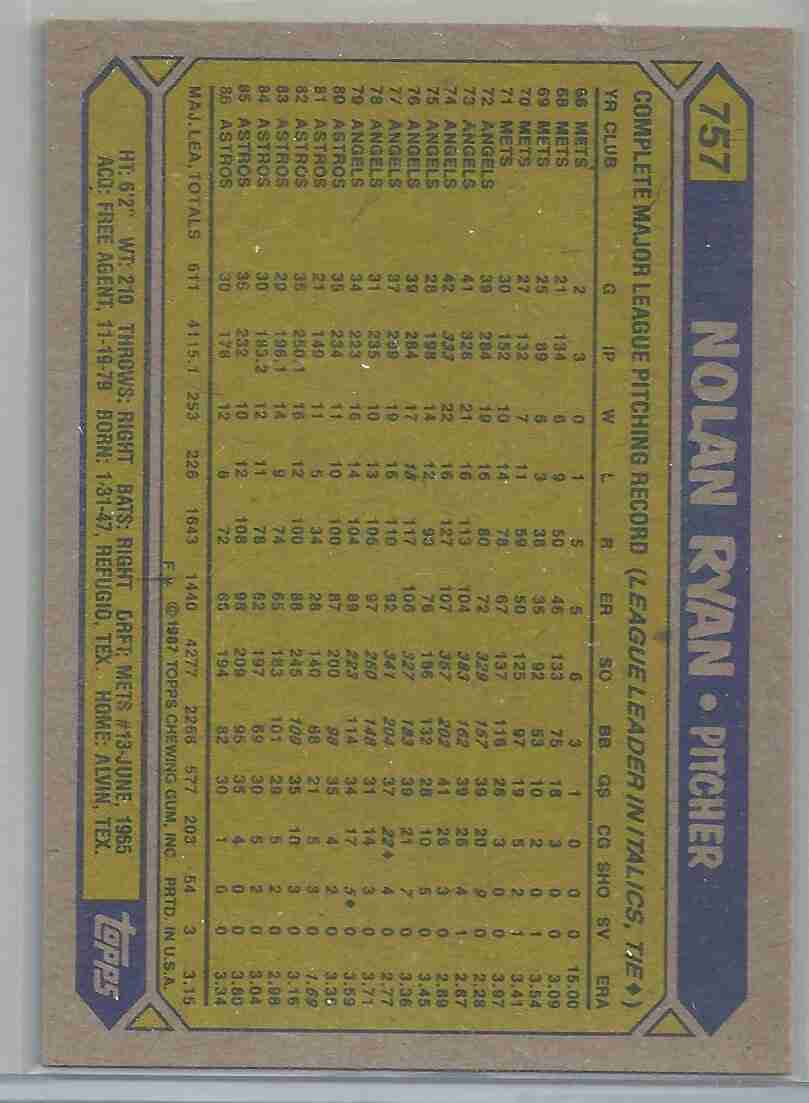 757 NOLAN RYAN • PITCHER
COMPLETE MAJOR LEAGUE PITCHING RECORD (LEAGUE LEADER IN ITALICS, TIE ♦)
YR CLUB G IP W L R ER SO BB GS CG SHO SV ERA
66 METS 2 3 0 1 5 5 6 3 1 0 0 0 15.00
68 METS 21 134 6 9 50 46 133 75 18 3 0 0 3.09
69 METS 25 89 6 3 38 35 92 53 10 2 0 1 3.54
70 METS 27 132 7 11 59 50 125 97 19 5 2 1 3.41
71 METS 30 152 10 14 78 67 137 116 26 3 0 0 3.97
72 ANGELS 39 284 19 16 80 72 329 157 39 20 9 0 2.28
73 ANGELS 41 326 21 16 113 104 383 162 39 26 4 1 2.87
74 ANGELS 42 333 22 16 127 107 367 202 41 26 3 0 2.89
75 ANGELS 28 198 14 12 93 76 186 132 28 10 5 0 3.45
76 ANGELS 39 284 17 18 117 106 327 183 39 21 7 0 3.36
77 ANGELS 37 299 19 16 110 92 341 204 37 22♦ 4 0 2.77
78 ANGELS 31 235 10 13 106 97 260 148 31 14 3 0 3.71
79 ANGELS 34 223 16 14 104 89 223 114 34 17 5♦ 0 3.59
80 ASTROS 35 234 11 10 100 87 200 98 35 4 2 0 3.35
81 ASTROS 21 149 11 5 34 28 140 68 21 5 3 0 1.69
82 ASTROS 35 250.1 16 12 100 88 245 109 35 10 3 0 3.16
83 ASTROS 29 196.1 14 9 74 65 183 101 29 5 2 0 2.98
84 ASTROS 30 183.2 12 11 78 62 197 69 30 5 2 0 3.04
85 ASTROS 35 232 10 12 108 98 209 95 35 4 0 0 3.80
86 ASTROS 30 178 12 8 72 66 194 82 30 1 0 0 3.34
MAJ. LEA. TOTALS 611 4115.1 253 226 1643 1440 4277 2268 577 203 54 3 3.15
©1987 TOPPS CHEWING GUM, INC. PRTD. IN U.S.A.
HT: 6'2" WT: 210 THROWS: RIGHT BATS: RIGHT DRFT: METS #13-JUNE, 1965
ACQ: FREE AGENT, 11-19-79 BORN: 1-31-47, REFUGIO, TEX. HOME: ALVIN, TEX.
topps